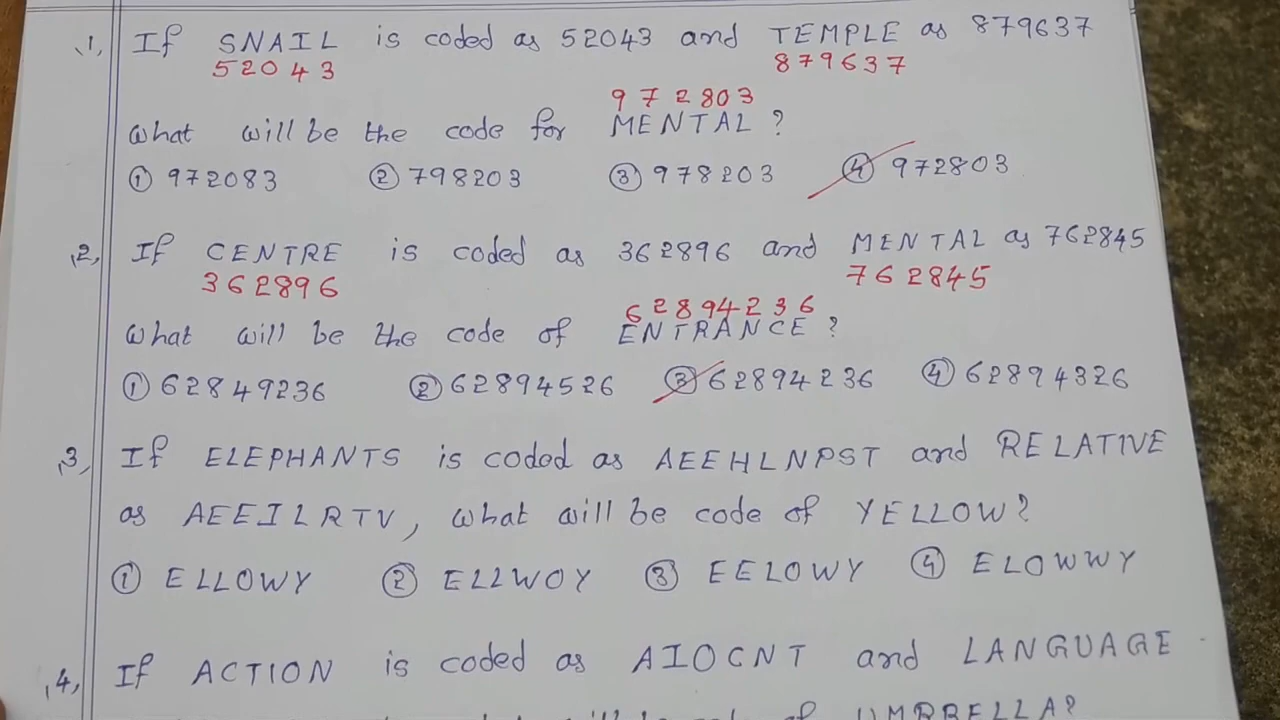 1, If SNAIL is coded as 52043 and TEMPLE as 879637
52043 879637
972803
What will be the code for MENTAL ?
① 972083 ② 798203 ③ 978203 ④ 972803
2, If CENTRE is coded as 362896 and MENTAL as 762845
362896 762845
62894236
What will be the code of ENTRANCE ?
① 62849236 ② 62894526 ③ 62894236 ④ 62894326
3, If ELEPHANTS is coded as AEEHLNPST and RELATIVE
as AEEILRTV, What will be code of YELLOW?
① ELLOWY ② ELLWOY ③ EELOWY ④ ELOWWY
4, If ACTION is coded as AIOCNT and LANGUAGE
will be of UMBRELLA?